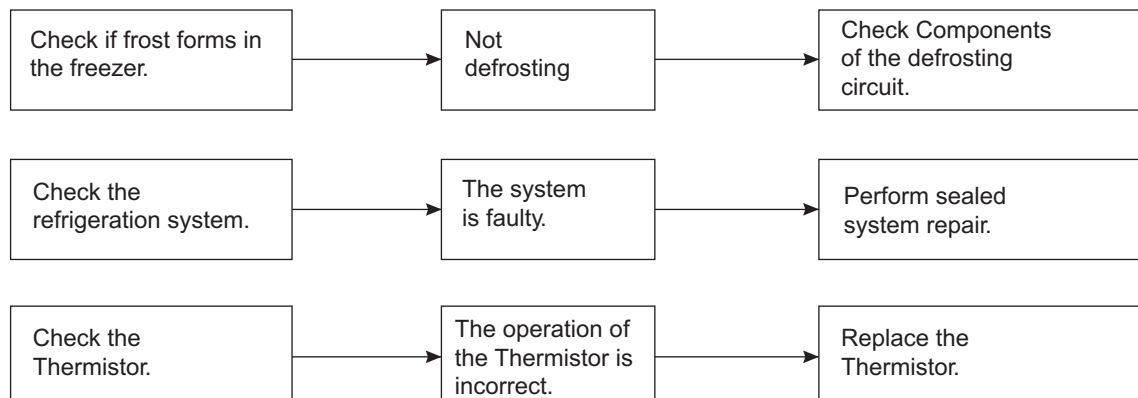 Check if frost forms in
the freezer.
Not
defrosting
Check Components
of the defrosting
circuit.
Check the
refrigeration system.
The system
is faulty.
Perform sealed
system repair.
Check the
Thermistor.
The operation of
the Thermistor is
incorrect.
Replace the
Thermistor.